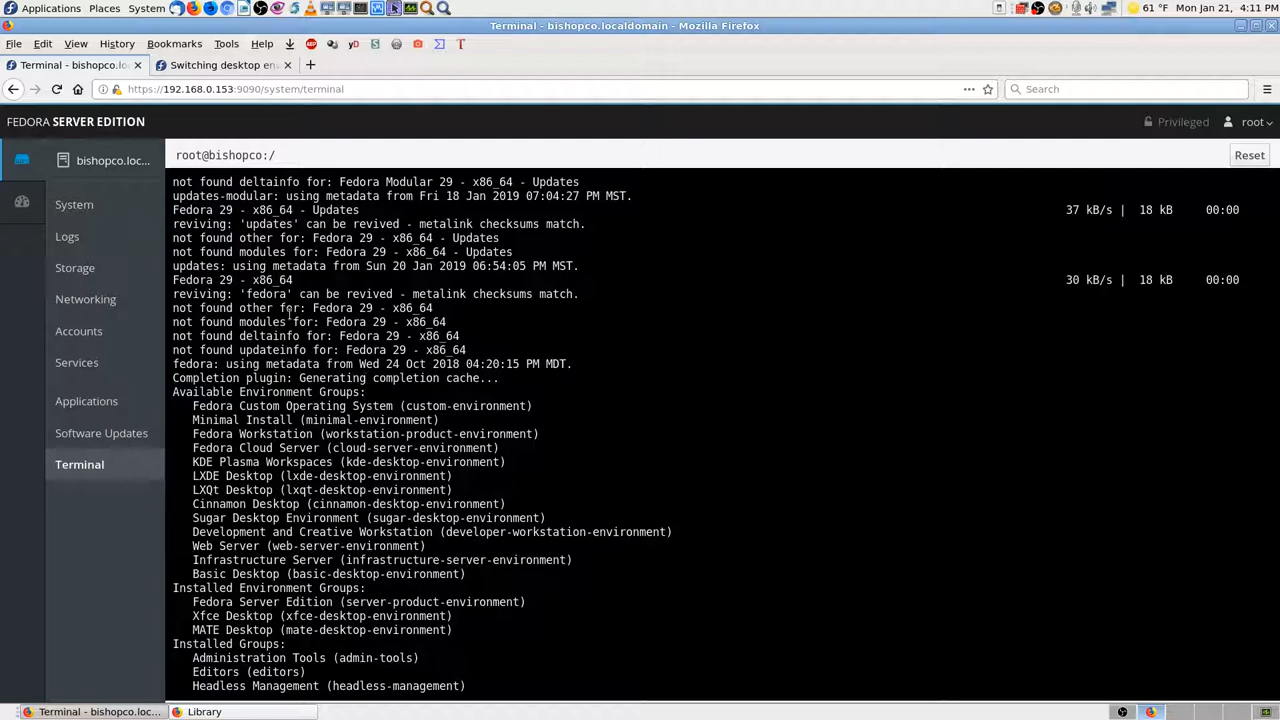 Applications Places System 61 °F Mon Jan 21, 4:11 PM
Terminal - bishopco.localdomain - Mozilla Firefox
File Edit View History Bookmarks Tools Help
Terminal - bishopco.lo Switching desktop en
https://192.168.0.153:9090/system/terminal Search
FEDORA SERVER EDITION Privileged root
bishopco.loc... root@bishopco:/ Reset
System
Logs
Storage
Networking
Accounts
Services
Applications
Software Updates
Terminal
not found deltainfo for: Fedora Modular 29 - x86_64 - Updates
updates-modular: using metadata from Fri 18 Jan 2019 07:04:27 PM MST.
Fedora 29 - x86_64 - Updates 37 kB/s | 18 kB 00:00
reviving: 'updates' can be revived - metalink checksums match.
not found other for: Fedora 29 - x86_64 - Updates
not found modules for: Fedora 29 - x86_64 - Updates
updates: using metadata from Sun 20 Jan 2019 06:54:05 PM MST.
Fedora 29 - x86_64 30 kB/s | 18 kB 00:00
reviving: 'fedora' can be revived - metalink checksums match.
not found other for: Fedora 29 - x86_64
not found modules for: Fedora 29 - x86_64
not found deltainfo for: Fedora 29 - x86_64
not found updateinfo for: Fedora 29 - x86_64
fedora: using metadata from Wed 24 Oct 2018 04:20:15 PM MDT.
Completion plugin: Generating completion cache...
Available Environment Groups:
Fedora Custom Operating System (custom-environment)
Minimal Install (minimal-environment)
Fedora Workstation (workstation-product-environment)
Fedora Cloud Server (cloud-server-environment)
KDE Plasma Workspaces (kde-desktop-environment)
LXDE Desktop (lxde-desktop-environment)
LXQt Desktop (lxqt-desktop-environment)
Cinnamon Desktop (cinnamon-desktop-environment)
Sugar Desktop Environment (sugar-desktop-environment)
Development and Creative Workstation (developer-workstation-environment)
Web Server (web-server-environment)
Infrastructure Server (infrastructure-server-environment)
Basic Desktop (basic-desktop-environment)
Installed Environment Groups:
Fedora Server Edition (server-product-environment)
Xfce Desktop (xfce-desktop-environment)
MATE Desktop (mate-desktop-environment)
Installed Groups:
Administration Tools (admin-tools)
Editors (editors)
Headless Management (headless-management)
Terminal - bishopco.loc... Library